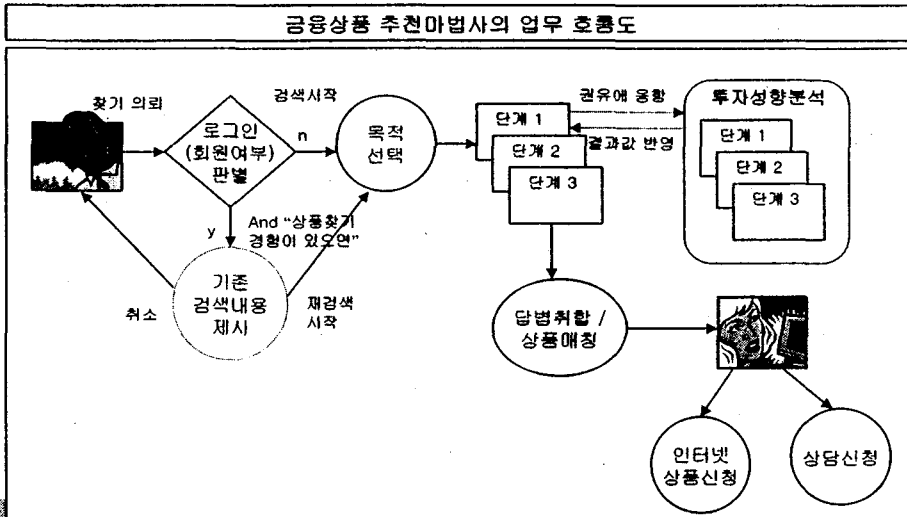 금융상품 추천마법사의 업무 흐름도
찾기 의뢰
검색시작
로그인
(회원여부)
판별
n
목적
선택
단계 1
단계 2
단계 3
권유에 응함
결과값 반영
투자성향분석
단계 1
단계 2
단계 3
y
And “상품찾기
경험이 있으면”
기존
검색내용
제시
취소
재검색
시작
답변취합 /
상품매칭
인터넷
상품신청
상담신청